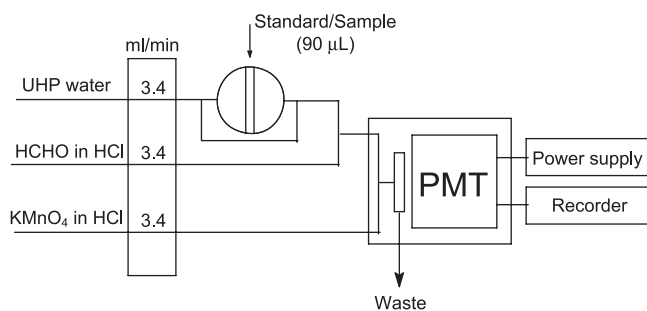 Standard/Sample
(90 µL)
ml/min
UHP water
3.4
HCHO in HCl
3.4
KMnO₄ in HCl
3.4
PMT
Power supply
Recorder
Waste